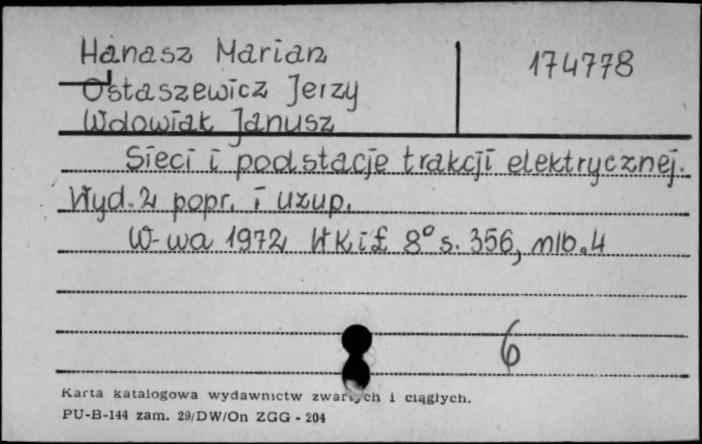 Hanasz Marian
174778
Ostaszewicz Jerzy
Wdowiak Janusz
Sieci i podstacje trakcji elektrycznej.
Wyd. 2 popr. i uzup.
W-wa 1972 WKiŁ 8° s. 356, nlb. 4
6
Karta katalogowa wydawnictw zwartych i ciągłych.
PU-B-144 zam. 29/DW/On ZGG - 204